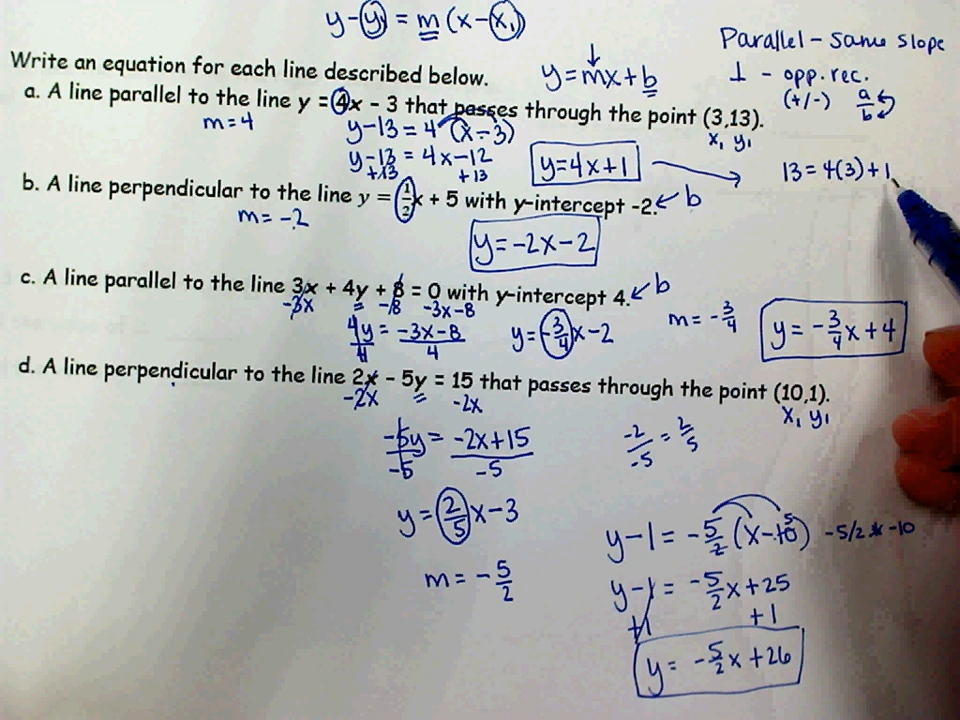 y-y₁ = m(x-x₁)
Parallel - same slope
⊥ - opp. rec.
(+/-) a/b
y=mx+b
Write an equation for each line described below.
a. A line parallel to the line y = 4x - 3 that passes through the point (3,13).
m=4
x₁ y₁
y-13 = 4(x-3)
y-13 = 4x-12
+13 +13
y=4x+1
13 = 4(3)+1
b. A line perpendicular to the line y = 1/2x + 5 with y-intercept -2. b
m= -2
y= -2x-2
c. A line parallel to the line 3x + 4y + 8 = 0 with y-intercept 4. b
-3x -8 -3x-8
4y = -3x-8
4 4
y= -3/4x-2
m= -3/4
y= -3/4x+4
d. A line perpendicular to the line 2x - 5y = 15 that passes through the point (10,1).
-2x -2x
x₁ y₁
-5y = -2x+15
-5 -5
-2/-5 = 2/5
y= 2/5x-3
m= -5/2
y-1= -5/2(x-10) 5 -5/2 * -10
y-1= -5/2x+25
+1 +1
y= -5/2x+26